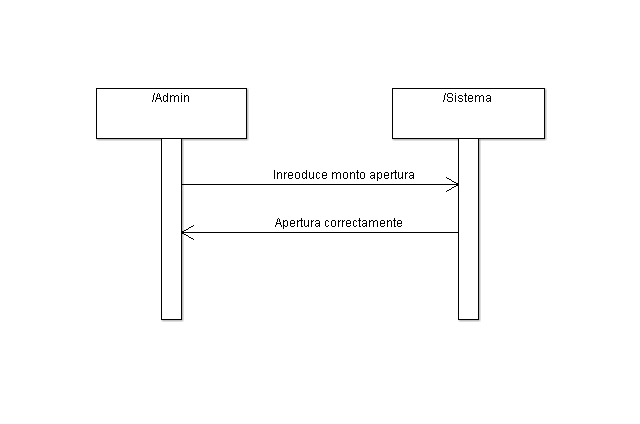 /Admin
/Sistema
Inreoduce monto apertura
Apertura correctamente